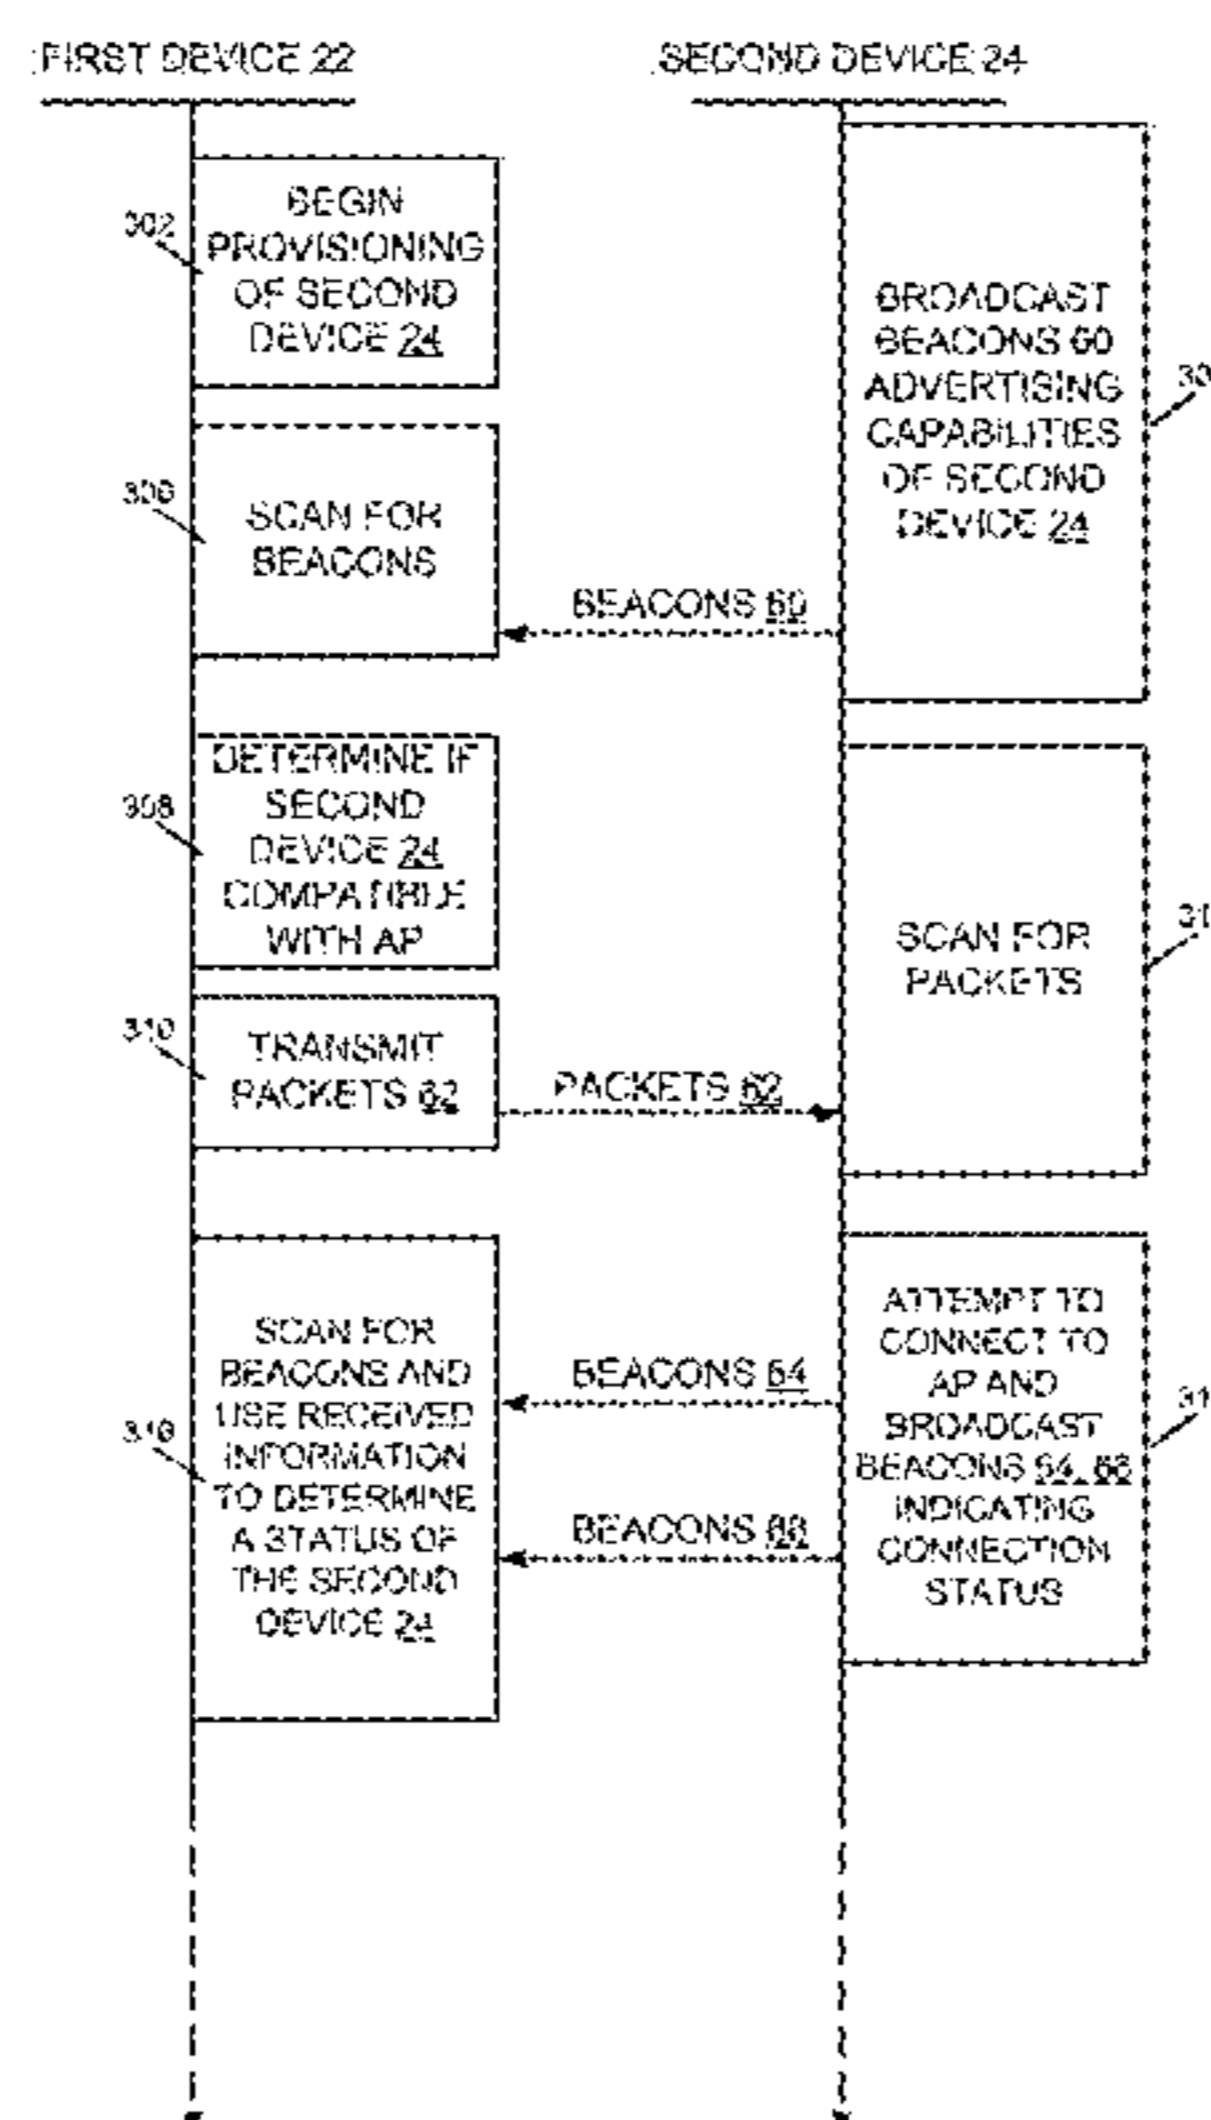 FIRST DEVICE 22
SECOND DEVICE 24
302
BEGIN
PROVISIONING
OF SECOND
DEVICE 24
BROADCAST
BEACONS 60
ADVERTISING
CAPABILITIES
OF SECOND
DEVICE 24
30
306
SCAN FOR
BEACONS
BEACONS 60
308
DETERMINE IF
SECOND
DEVICE 24
COMPATIBLE
WITH AP
SCAN FOR
PACKETS
31
310
TRANSMIT
PACKETS 62
PACKETS 62
SCAN FOR
BEACONS AND
USE RECEIVED
INFORMATION
TO DETERMINE
A STATUS OF
THE SECOND
DEVICE 24
BEACONS 64
BEACONS 66
ATTEMPT TO
CONNECT TO
AP AND
BROADCAST
BEACONS 64, 66
INDICATING
CONNECTION
STATUS
31